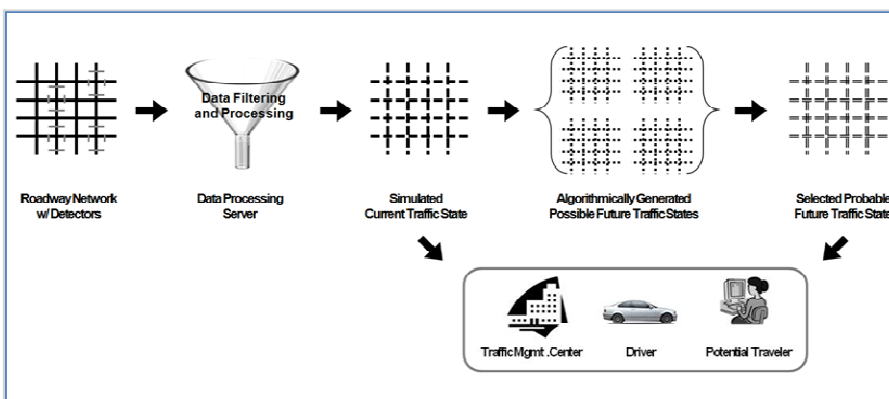 Data Filtering
and Processing
Roadway Network
w/ Detectors
Data Processing
Server
Simulated
Current Traffic State
Algorithmically Generated
Possible Future Traffic States
Selected Probable
Future Traffic State
Traffic Mgmt .Center
Driver
Potential Traveler